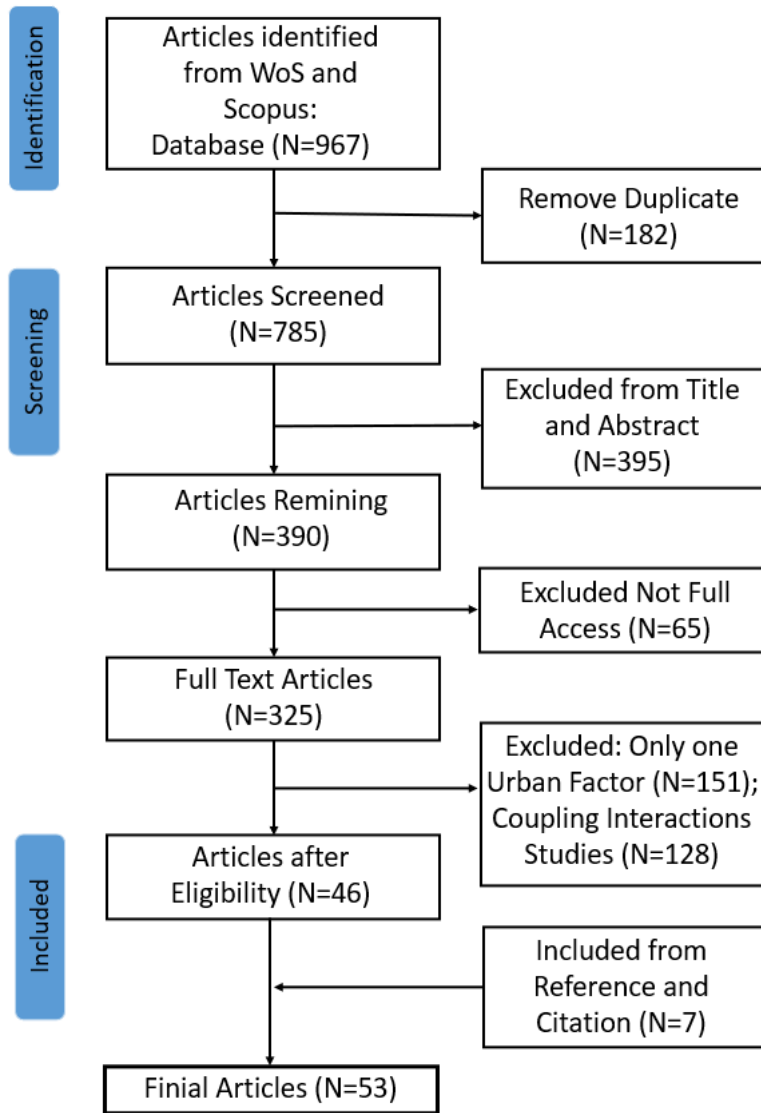 Identification
Articles identified
from WoS and
Scopus:
Database (N=967)
Remove Duplicate
(N=182)
Screening
Articles Screened
(N=785)
Excluded from Title
and Abstract
(N=395)
Articles Remining
(N=390)
Excluded Not Full
Access (N=65)
Full Text Articles
(N=325)
Excluded: Only one
Urban Factor (N=151);
Coupling Interactions
Studies (N=128)
Included
Articles after
Eligibility (N=46)
Included from
Reference and
Citation (N=7)
Finial Articles (N=53)